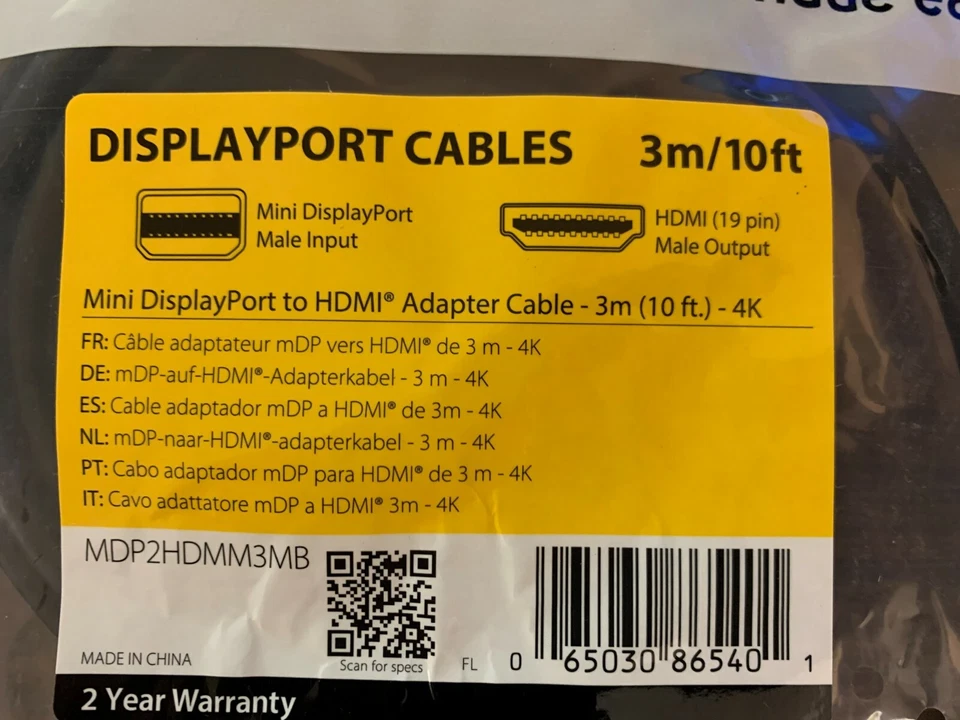 DISPLAYPORT CABLES 3m/10ft
Mini DisplayPort
Male Input
HDMI (19 pin)
Male Output
Mini DisplayPort to HDMI® Adapter Cable - 3m (10 ft.) - 4K
FR: Câble adaptateur mDP vers HDMI® de 3 m - 4K
DE: mDP-auf-HDMI®-Adapterkabel - 3 m - 4K
ES: Cable adaptador mDP a HDMI® de 3m - 4K
NL: mDP-naar-HDMI®-adapterkabel - 3 m - 4K
PT: Cabo adaptador mDP para HDMI® de 3 m - 4K
IT: Cavo adattatore mDP a HDMI® 3m - 4K
MDP2HDMM3MB
MADE IN CHINA
Scan for specs
FL
0 65030 86540 1
2 Year Warranty